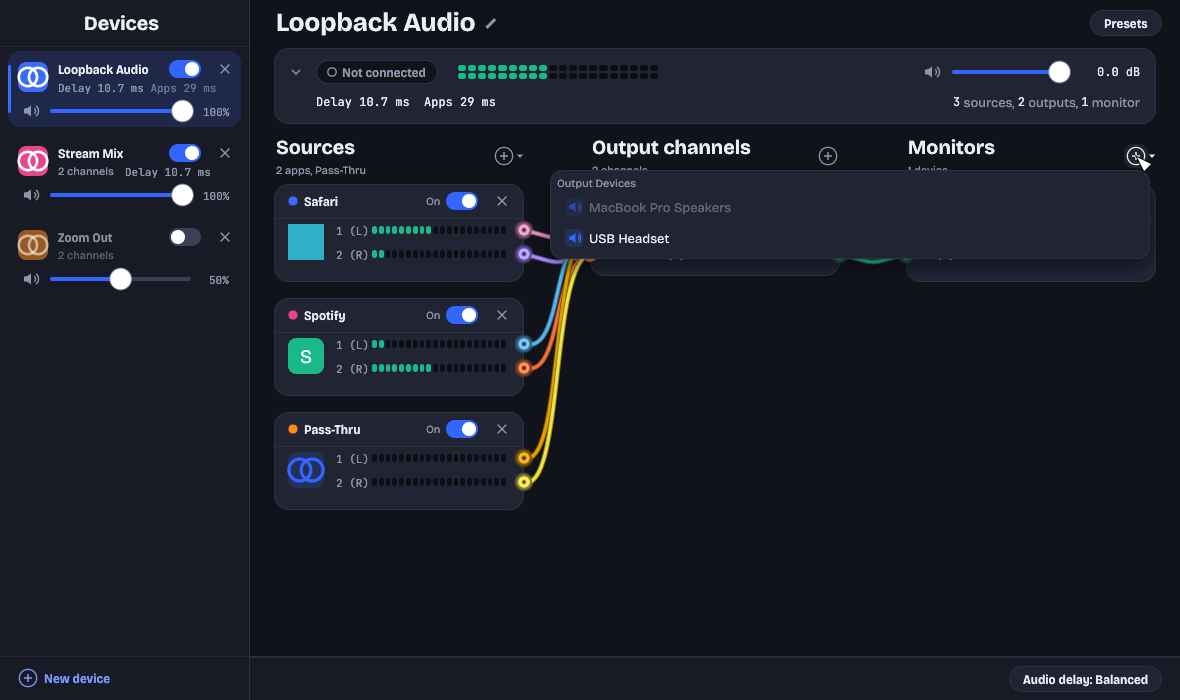 Devices
Loopback Audio
Delay 10.7 ms Apps 29 ms
100%
Stream Mix
2 channels Delay 10.7 ms
100%
Zoom Out
2 channels
50%
New device
Loopback Audio
Presets
Not connected
0.0 dB
Delay 10.7 ms Apps 29 ms
3 sources, 2 outputs, 1 monitor
Sources
2 apps, Pass-Thru
Safari
On
1 (L)
2 (R)
Spotify
On
S
1 (L)
2 (R)
Pass-Thru
On
1 (L)
2 (R)
Output channels
2 channels
Monitors
1 device
Output Devices
MacBook Pro Speakers
USB Headset
Audio delay: Balanced